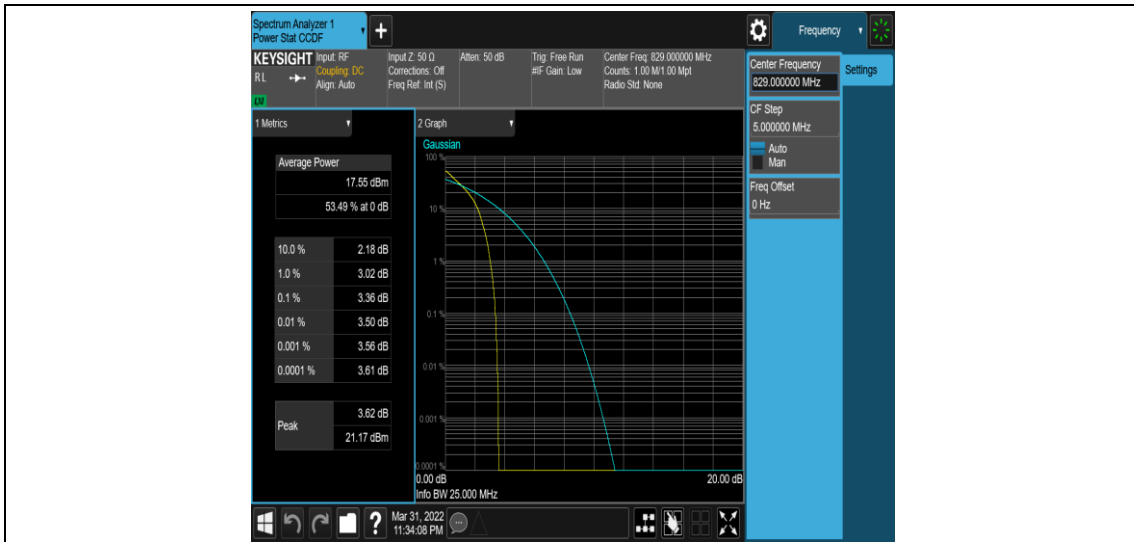 Spectrum Analyzer 1
Power Stat CCDF
Frequency
KEYSIGHT
RL
Input: RF
Coupling: DC
Align: Auto
Input Z: 50 Ω
Corrections: Off
Freq Ref: Int (S)
Atten: 50 dB
Trig: Free Run
#IF Gain: Low
Center Freq: 829.000000 MHz
Counts: 1.00 M/1.00 Mpt
Radio Std: None
Center Frequency
829.000000 MHz
Settings
CF Step
5.000000 MHz
Auto
Man
Freq Offset
0 Hz
1 Metrics
Average Power
17.55 dBm
53.49 % at 0 dB
10.0 % 2.18 dB
1.0 % 3.02 dB
0.1 % 3.36 dB
0.01 % 3.50 dB
0.001 % 3.56 dB
0.0001 % 3.61 dB
Peak
3.62 dB
21.17 dBm
2 Graph
Gaussian
100 %
10 %
1 %
0.1 %
0.01 %
0.001 %
0.0001 %
0.00 dB 20.00 dB
Info BW 25.000 MHz
Mar 31, 2022
11:34:08 PM